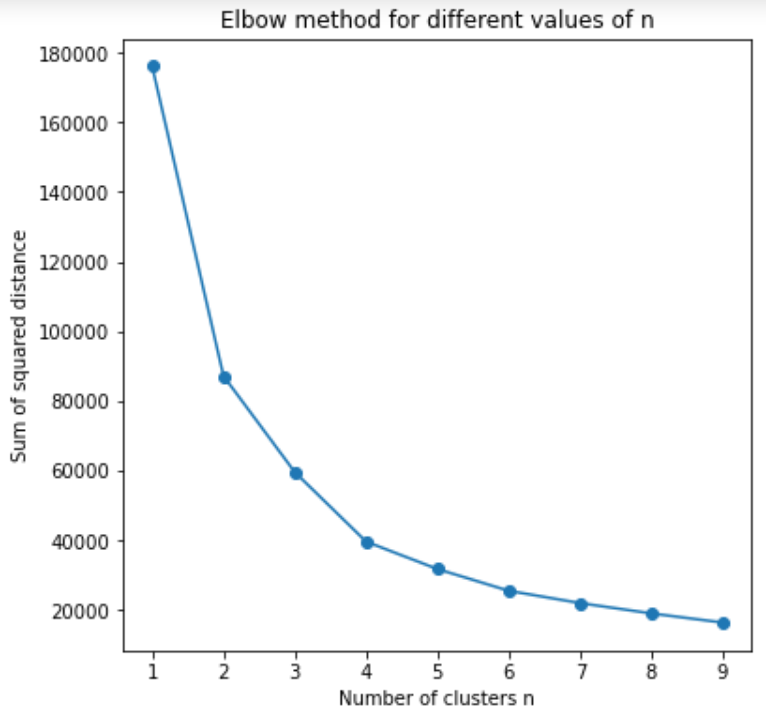 Elbow method for different values of n
180000
160000
140000
120000
100000
80000
60000
40000
20000
Sum of squared distance
1 2 3 4 5 6 7 8 9
Number of clusters n